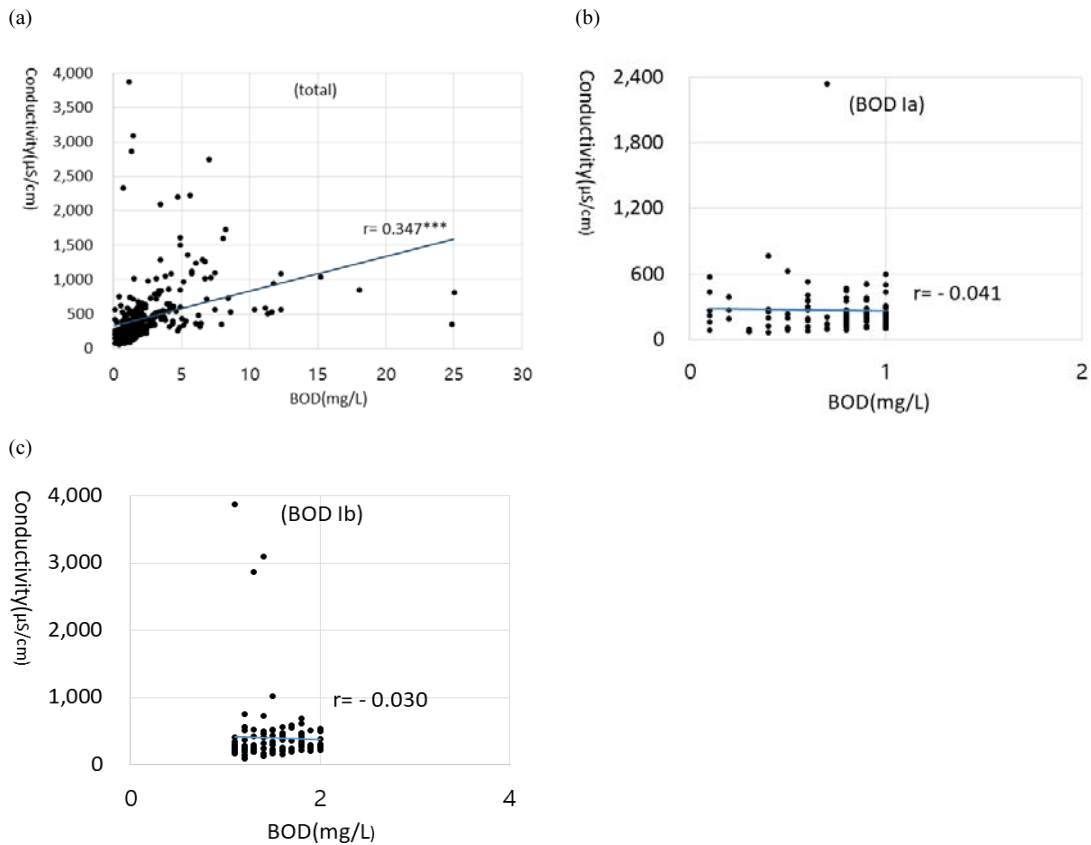 (a)
Conductivity(µS/cm)
4,000
3,500
3,000
2,500
2,000
1,500
1,000
500
0
(total)
r= 0.347***
0 5 10 15 20 25 30
BOD(mg/L)
(b)
Conductivity(µS/cm)
2,400
1,800
1,200
600
0
(BOD Ia)
r= - 0.041
0 1 2
BOD(mg/L)
(c)
Conductivity(µS/cm)
4,000
3,000
2,000
1,000
0
(BOD Ib)
r= - 0.030
0 2 4
BOD(mg/L)